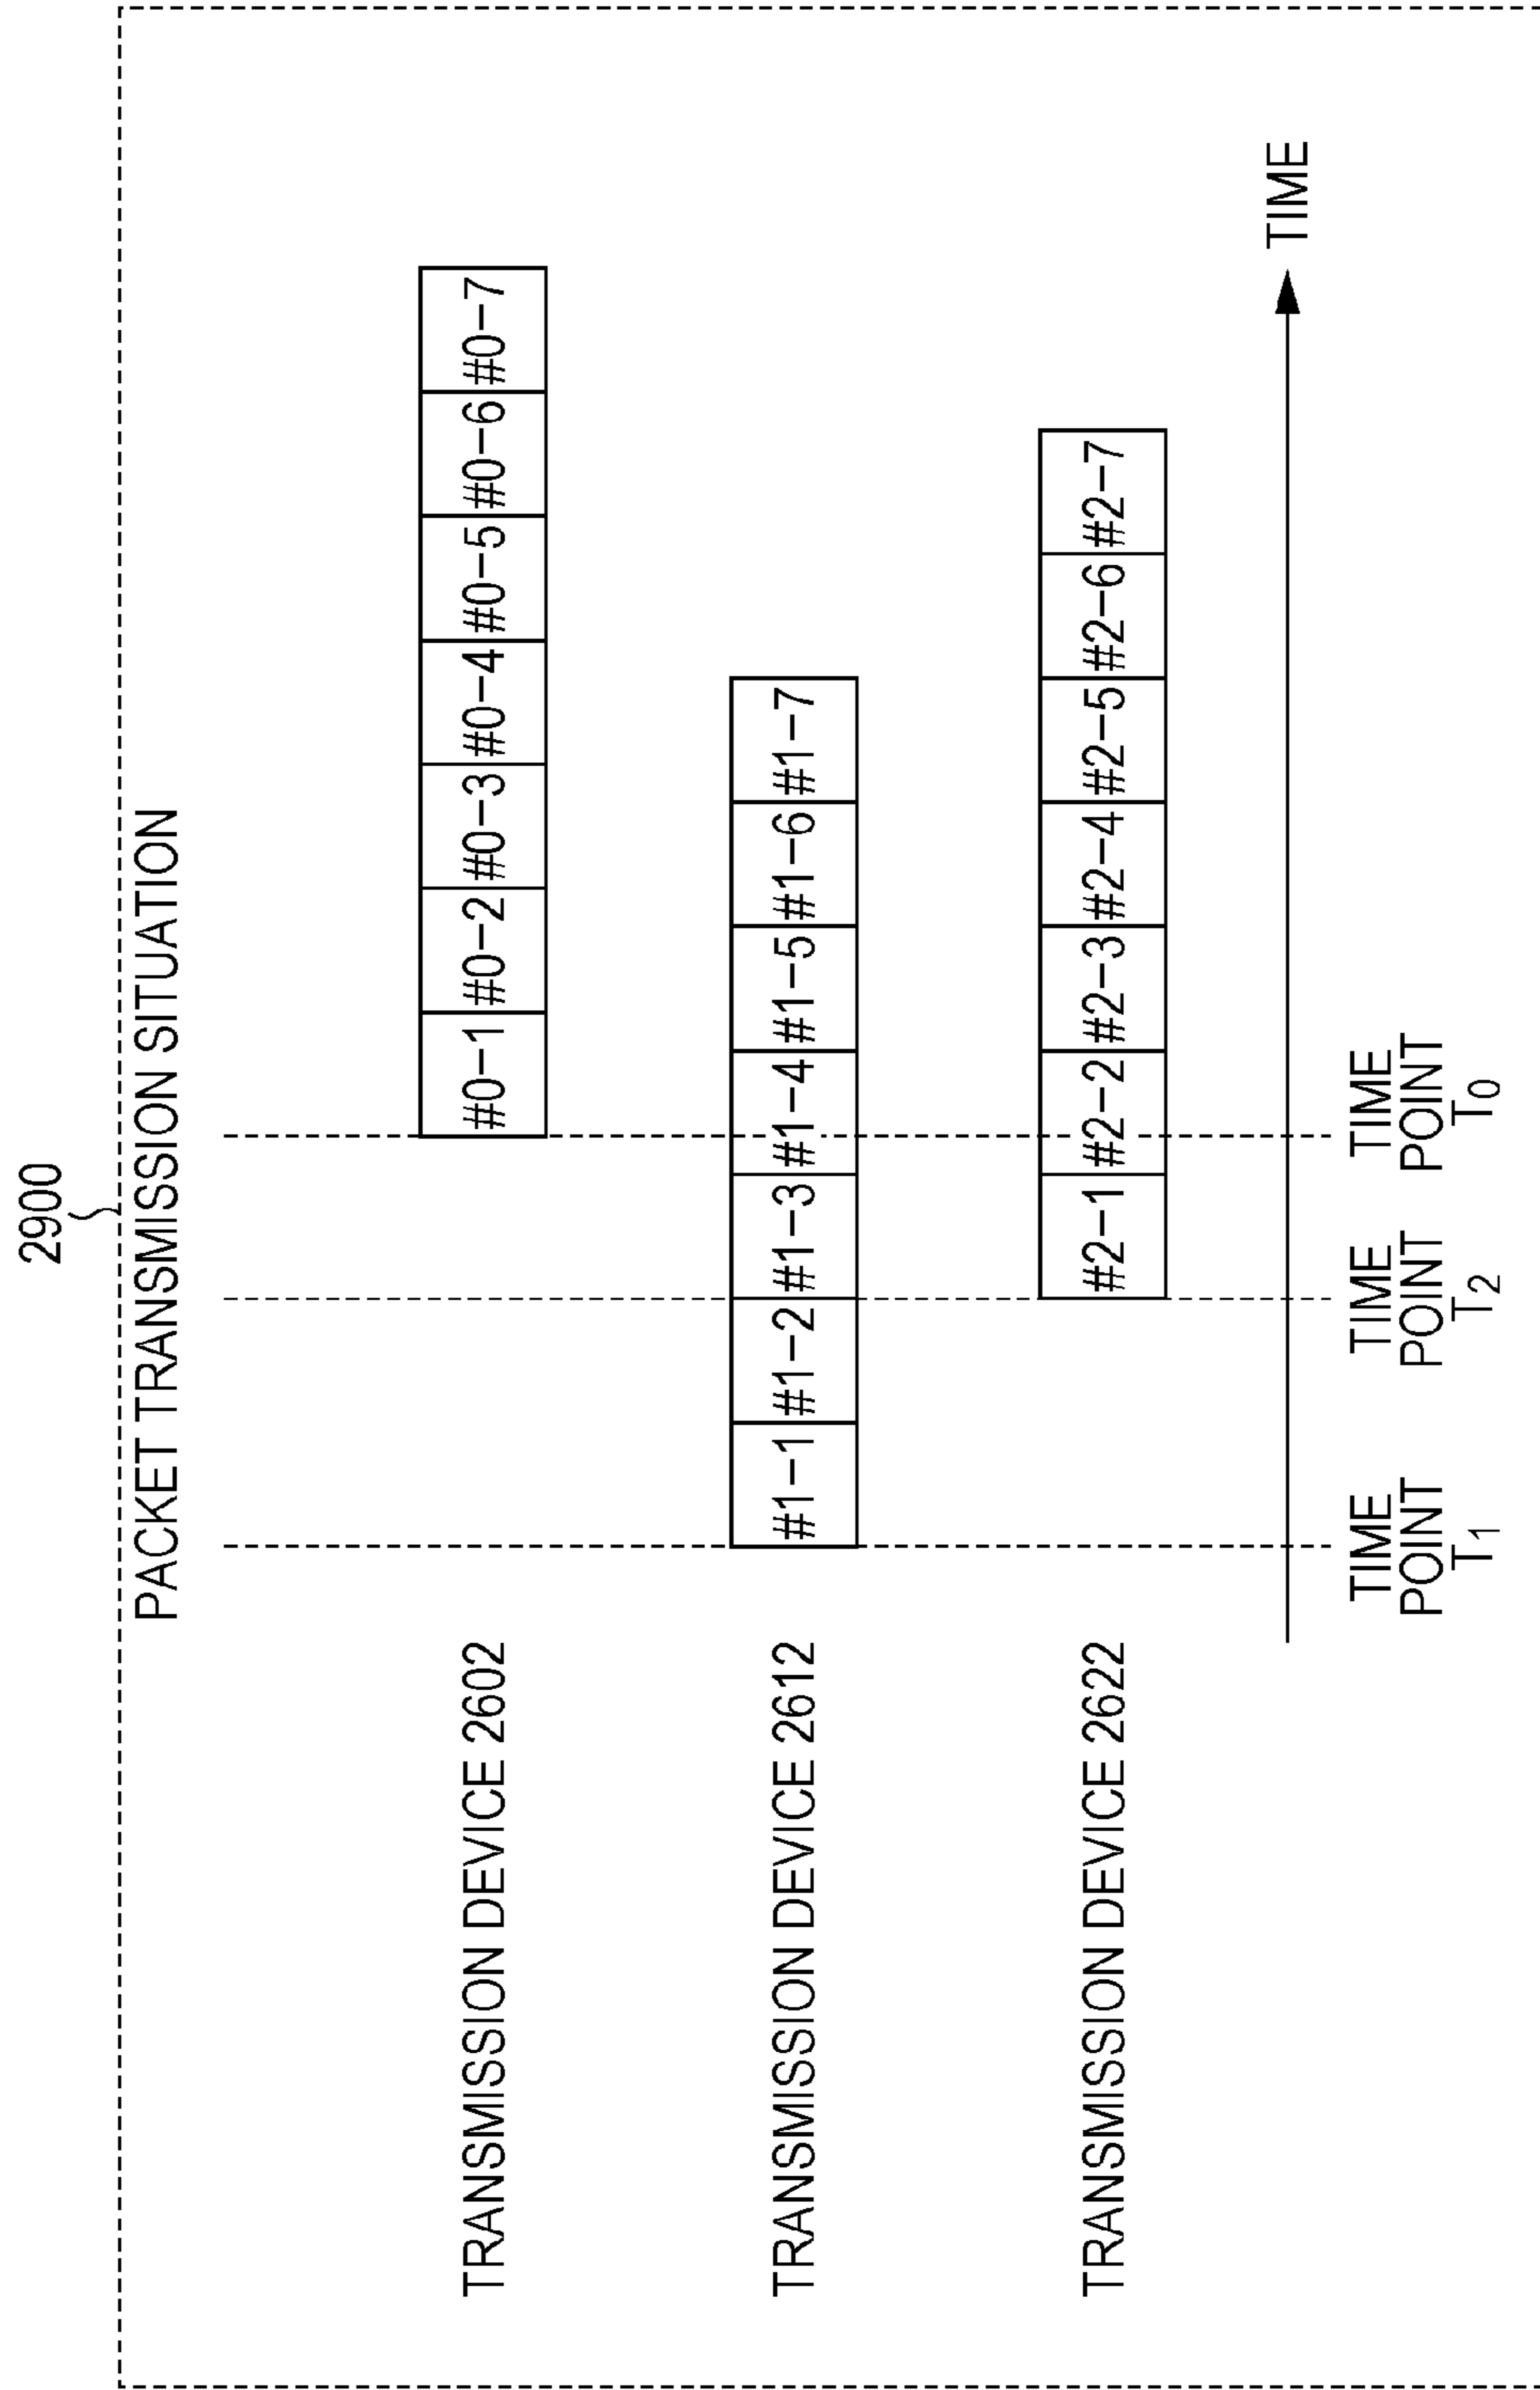 2900
PACKET TRANSMISSION SITUATION
TRANSMISSION DEVICE 2602
#0-1 #0-2 #0-3 #0-4 #0-5 #0-6 #0-7
TRANSMISSION DEVICE 2612
#1-1 #1-2 #1-3 #1-4 #1-5 #1-6 #1-7
TRANSMISSION DEVICE 2622
#2-1 #2-2 #2-3 #2-4 #2-5 #2-6 #2-7
TIME
TIME
POINT
T1
TIME
POINT
T2
TIME
POINT
T0